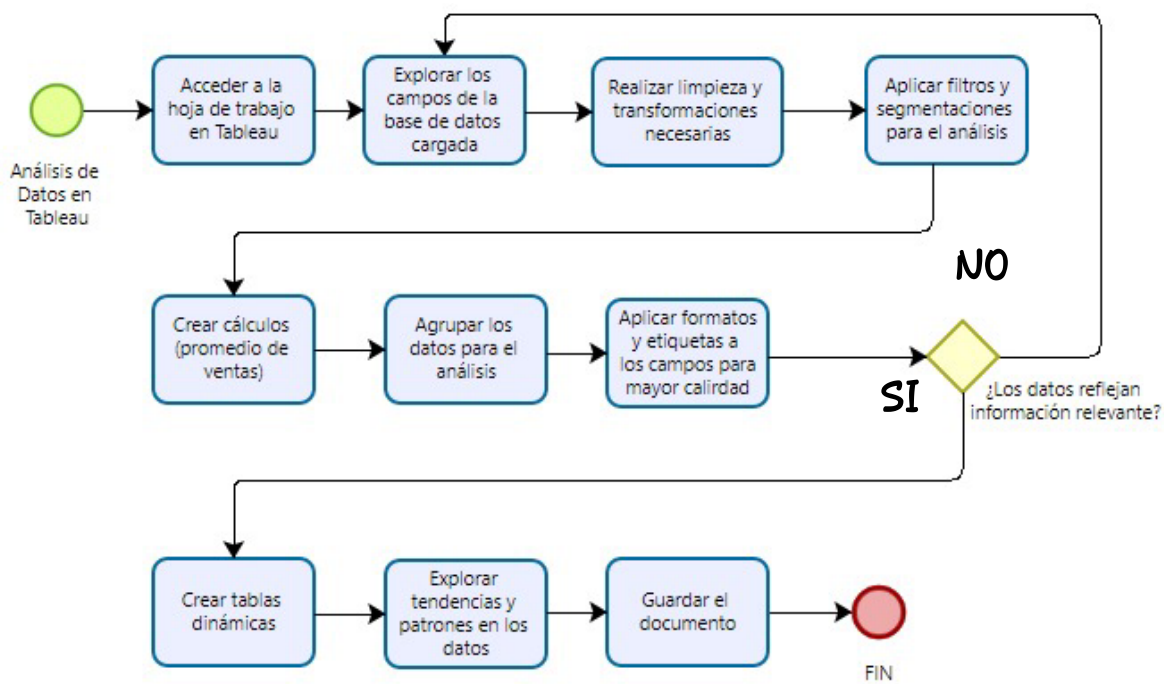 Acceder a la
hoja de trabajo
en Tableau
Explorar los
campos de la
base de datos
cargada
Realizar limpieza y
transformaciones
necesarias
Aplicar filtros y
segmentaciones
para el análisis
Análisis de
Datos en
Tableau
NO
Crear cálculos
(promedio de
ventas)
Agrupar los
datos para el
análisis
Aplicar formatos
y etiquetas a
los campos para
mayor calirdad
SI
¿Los datos reflejan
información relevante?
Crear tablas
dinámicas
Explorar
tendencias y
patrones en los
datos
Guardar el
documento
FIN